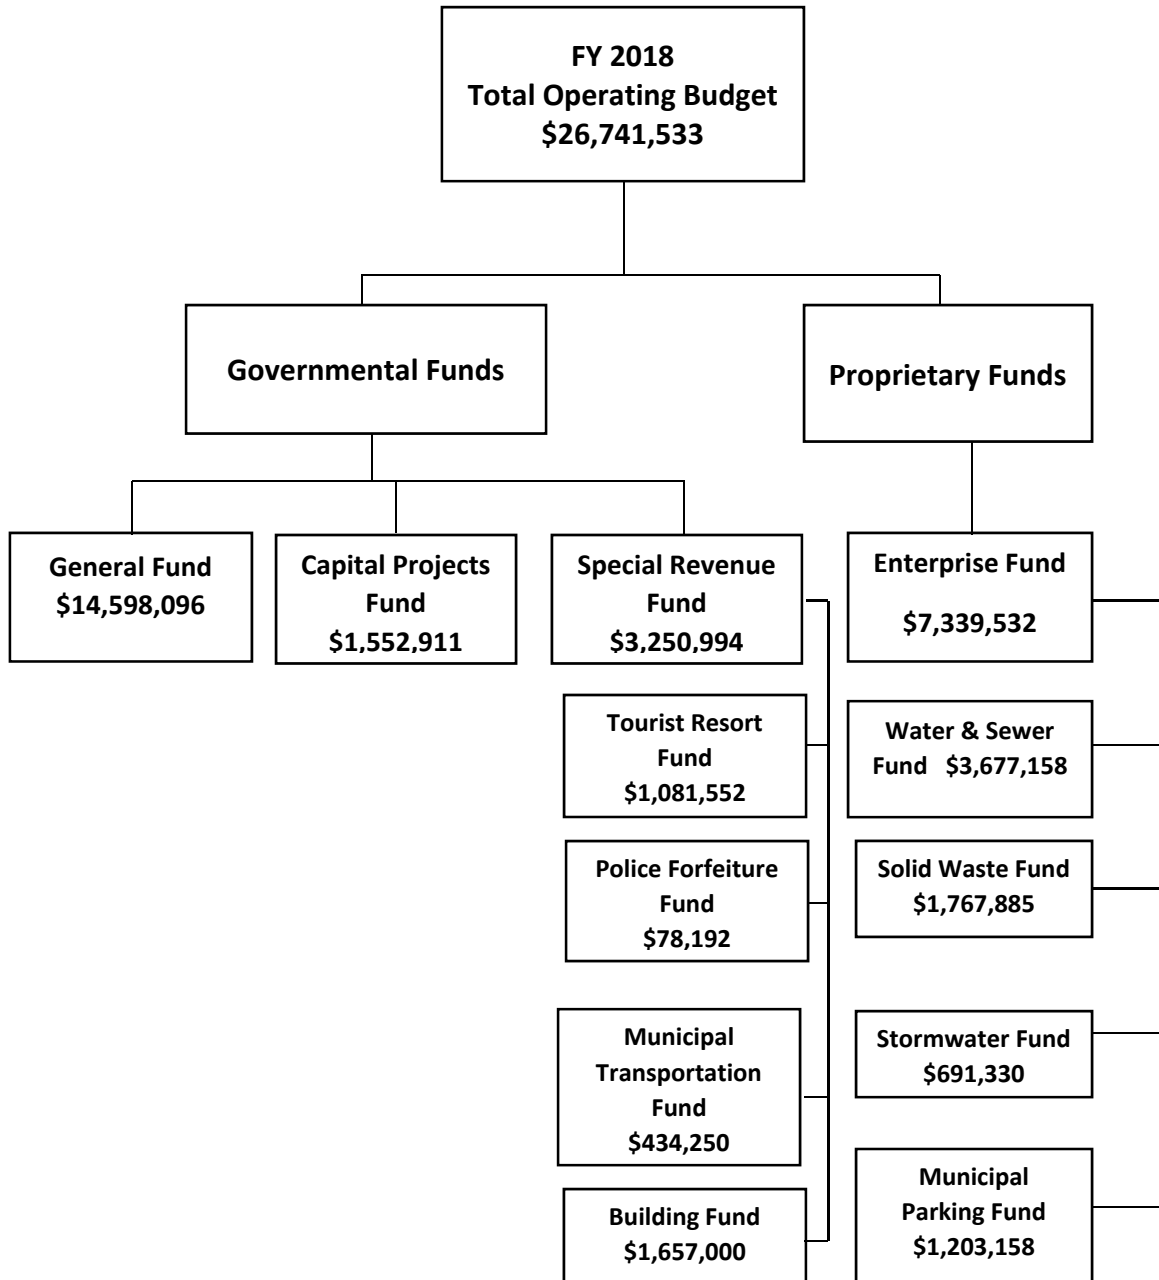 FY 2018
Total Operating Budget
$26,741,533
Governmental Funds
Proprietary Funds
General Fund
$14,598,096
Capital Projects
Fund
$1,552,911
Special Revenue
Fund
$3,250,994
Enterprise Fund
$7,339,532
Tourist Resort
Fund
$1,081,552
Water & Sewer
Fund $3,677,158
Police Forfeiture
Fund
$78,192
Solid Waste Fund
$1,767,885
Municipal
Transportation
Fund
$434,250
Stormwater Fund
$691,330
Building Fund
$1,657,000
Municipal
Parking Fund
$1,203,158